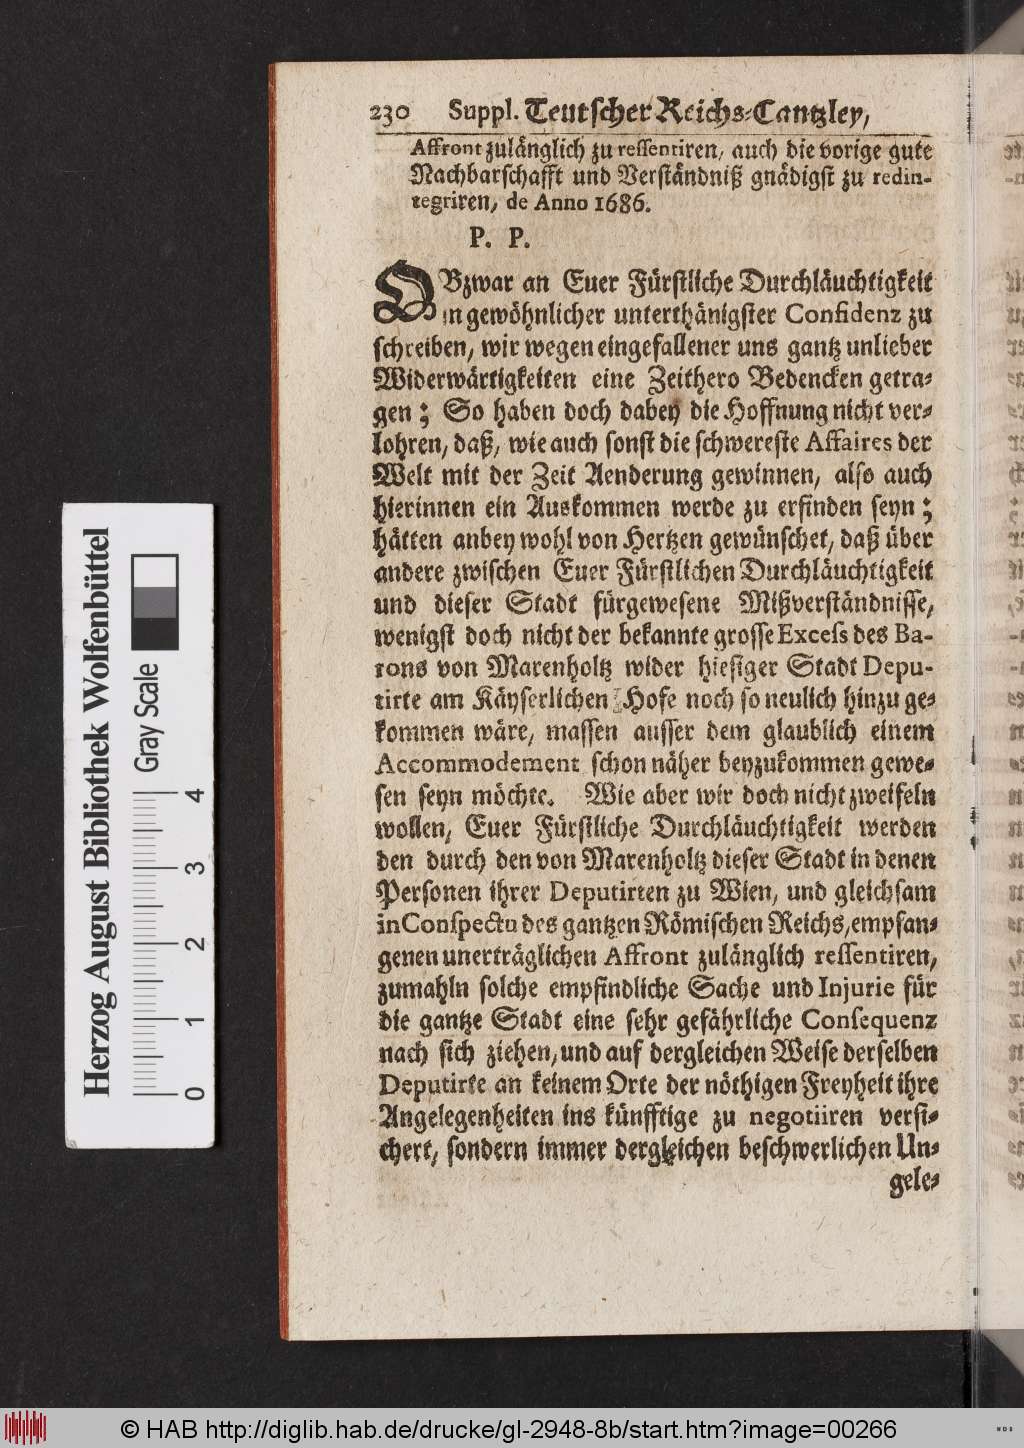 230 Suppl. Teutscher Reichs-Cantzley,
Affront zulänglich zu ressentiren, auch die vorige gute
Nachbarschafft und Verständniß gnädigst zu redin-
tegriren, de Anno 1686.
P. P.
OBzwar an Euer Fürstliche Durchläuchtigkeit
in gewöhnlicher unterthänigster Confidenz zu
schreiben, wir wegen eingefallener uns gantz unlieber
Widerwärtigkeiten eine Zeithero Bedencken getra-
gen; So haben doch dabey die Hoffnung nicht ver-
lohren, daß, wie auch sonst die schwereste Affaires der
Welt mit der Zeit Aenderung gewinnen, also auch
hierinnen ein Auskommen werde zu erfinden seyn;
hätten anbey wohl von Hertzen gewünschet, daß über
andere zwischen Euer Fürstlichen Durchläuchtigkeit
und dieser Stadt fürgewesene Mißverständnisse,
wenigst doch nicht der bekannte grosse Excess des Ba-
rons von Marenholtz wider hiesiger Stadt Depu-
tirte am Käyserlichen Hofe noch so neulich hinzu ge-
kommen wäre, massen ausser dem glaublich einem
Accommodement schon näher beyzukommen gewe-
sen seyn möchte. Wie aber wir doch nicht zweifeln
wollen, Euer Fürstliche Durchläuchtigkeit werden
den durch den von Marenholtz dieser Stadt in denen
Personen ihrer Deputirten zu Wien, und gleichsam
in Conspectu des gantzen Römischen Reichs, empfan-
genen unerträglichen Affront zulänglich ressentiren,
zumahln solche empfindliche Sache und Injurie für
die gantze Stadt eine sehr gefährliche Consequenz
nach sich ziehen, und auf dergleichen Weise derselben
Deputirte an keinem Orte der nöthigen Freyheit ihre
Angelegenheiten ins künfftige zu negotiiren versi-
chert, sondern immer dergleichen beschwerlichen Un-
gele-
Herzog August Bibliothek Wolfenbüttel
Gray Scale
0 1 2 3 4
© HAB http://diglib.hab.de/drucke/gl-2948-8b/start.htm?image=00266